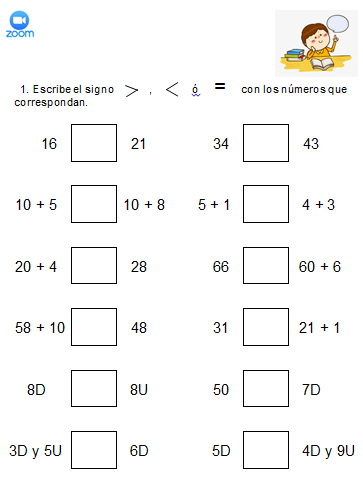 zoom
1. Escribe el signo > , < ó = con los números que
correspondan.
16 21 34 43
10 + 5 10 + 8 5 + 1 4 + 3
20 + 4 28 66 60 + 6
58 + 10 48 31 21 + 1
8D 8U 50 7D
3D y 5U 6D 5D 4D y 9U